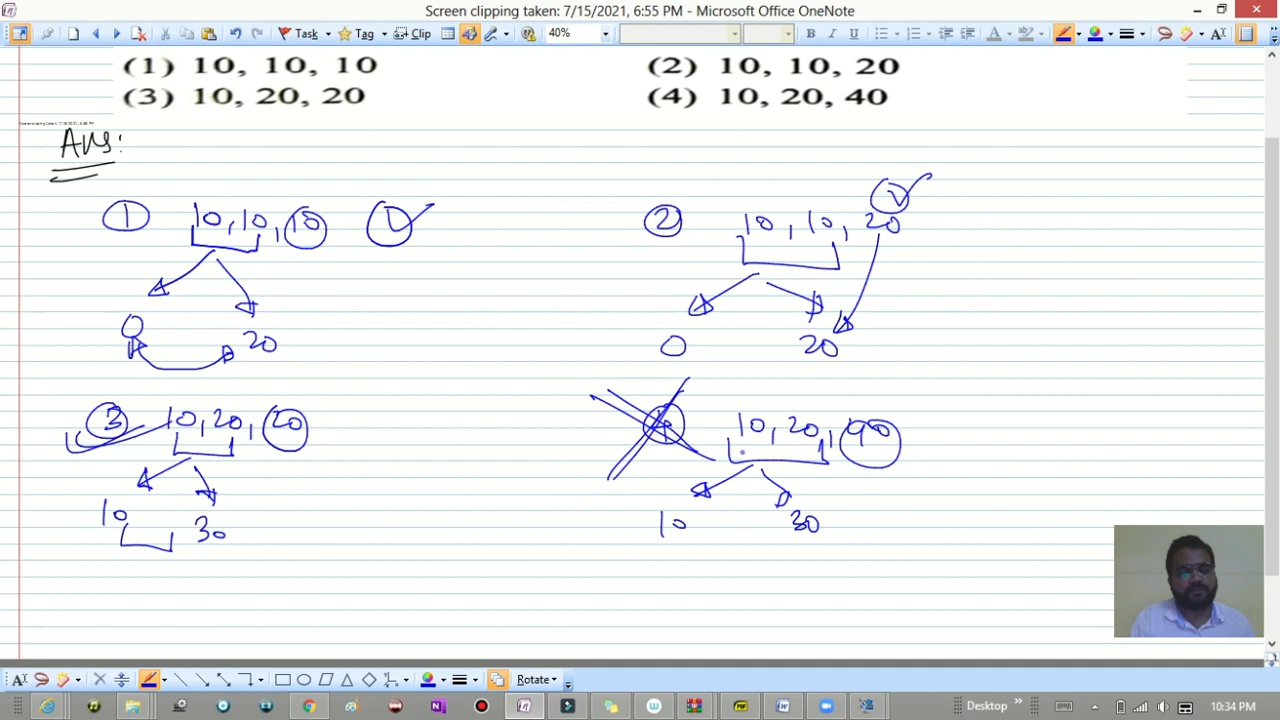 Screen clipping taken: 7/15/2021, 6:55 PM - Microsoft Office OneNote
Task Tag Clip 40%
(1) 10, 10, 10 (2) 10, 10, 20
(3) 10, 20, 20 (4) 10, 20, 40
Ans:
1 10, 10, 10 2 10, 10, 20
0 20 0 20
3 10, 20, 20 4 10, 20, 40
10 30 10 30
Rotate
Desktop 10:34 PM